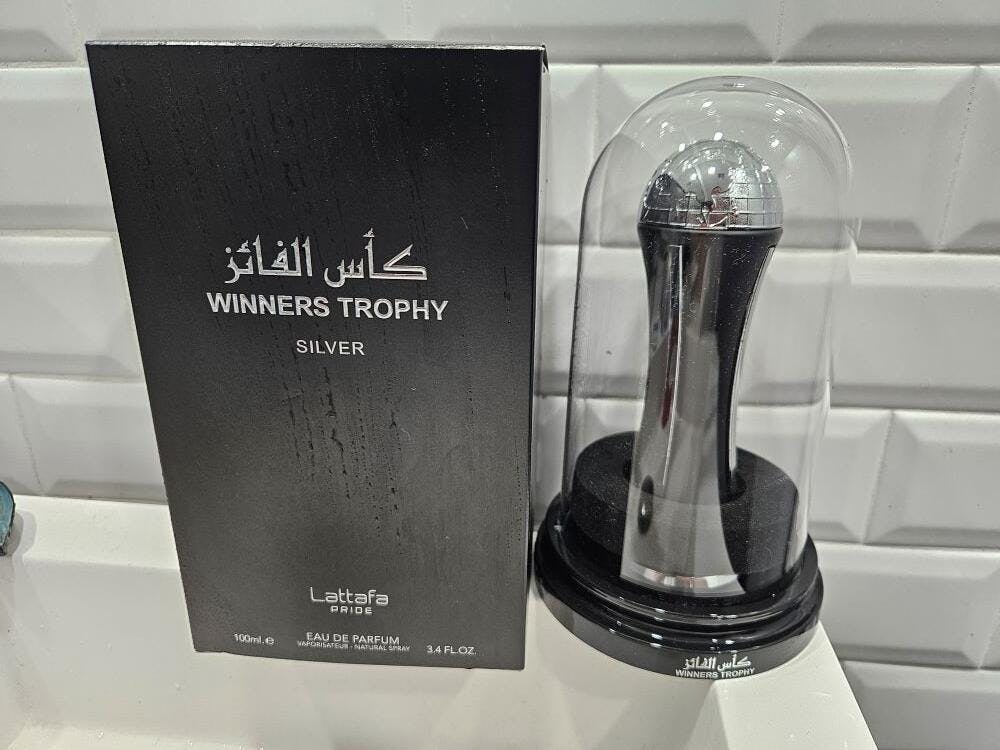 كأس الفائز
WINNERS TROPHY
SILVER
Lattafa
PRIDE
100ml.e
EAU DE PARFUM
VAPORISATEUR - NATURAL SPRAY
3.4 FL.OZ.
كأس الفائز
WINNERS TROPHY